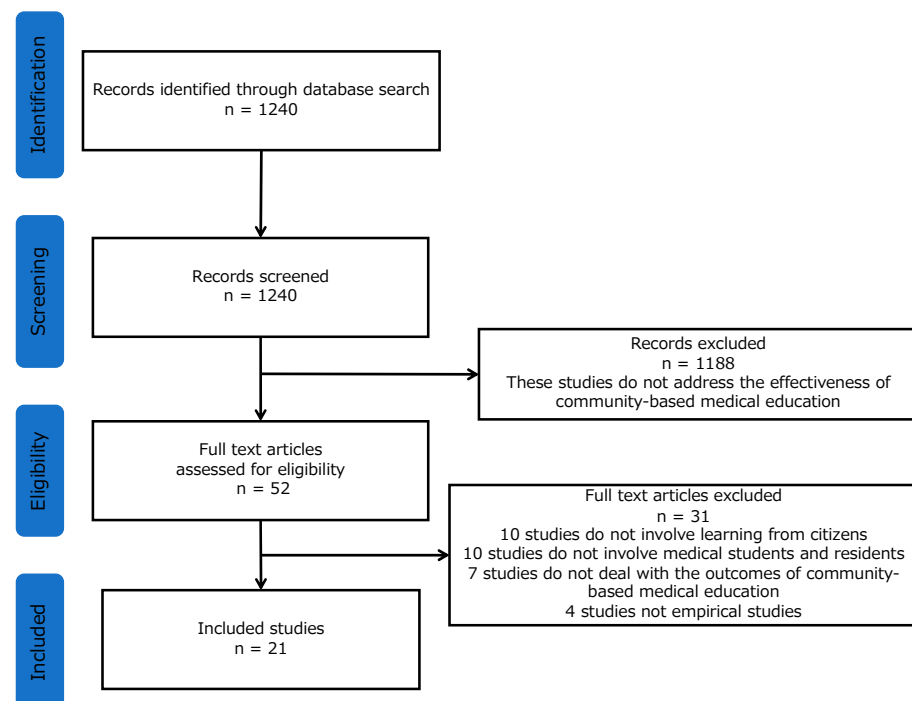 Identification
Records identified through database search
n = 1240
Screening
Records screened
n = 1240
Records excluded
n = 1188
These studies do not address the effectiveness of
community-based medical education
Eligibility
Full text articles
assessed for eligibility
n = 52
Full text articles excluded
n = 31
10 studies do not involve learning from citizens
10 studies do not involve medical students and residents
7 studies do not deal with the outcomes of community-
based medical education
4 studies not empirical studies
Included
Included studies
n = 21